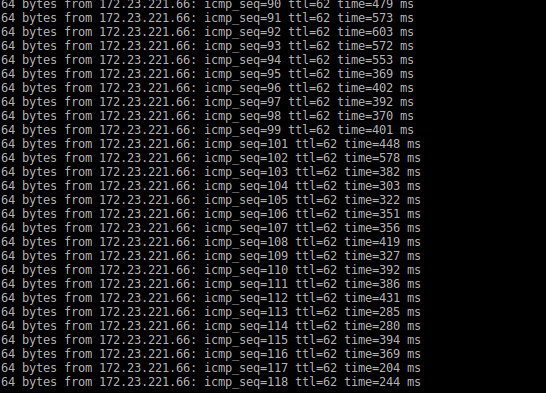 64 bytes from 172.23.221.66: icmp_seq=90 ttl=62 time=479 ms
64 bytes from 172.23.221.66: icmp_seq=91 ttl=62 time=573 ms
64 bytes from 172.23.221.66: icmp_seq=92 ttl=62 time=603 ms
64 bytes from 172.23.221.66: icmp_seq=93 ttl=62 time=572 ms
64 bytes from 172.23.221.66: icmp_seq=94 ttl=62 time=553 ms
64 bytes from 172.23.221.66: icmp_seq=95 ttl=62 time=369 ms
64 bytes from 172.23.221.66: icmp_seq=96 ttl=62 time=402 ms
64 bytes from 172.23.221.66: icmp_seq=97 ttl=62 time=392 ms
64 bytes from 172.23.221.66: icmp_seq=98 ttl=62 time=370 ms
64 bytes from 172.23.221.66: icmp_seq=99 ttl=62 time=401 ms
64 bytes from 172.23.221.66: icmp_seq=101 ttl=62 time=448 ms
64 bytes from 172.23.221.66: icmp_seq=102 ttl=62 time=578 ms
64 bytes from 172.23.221.66: icmp_seq=103 ttl=62 time=382 ms
64 bytes from 172.23.221.66: icmp_seq=104 ttl=62 time=303 ms
64 bytes from 172.23.221.66: icmp_seq=105 ttl=62 time=322 ms
64 bytes from 172.23.221.66: icmp_seq=106 ttl=62 time=351 ms
64 bytes from 172.23.221.66: icmp_seq=107 ttl=62 time=356 ms
64 bytes from 172.23.221.66: icmp_seq=108 ttl=62 time=419 ms
64 bytes from 172.23.221.66: icmp_seq=109 ttl=62 time=327 ms
64 bytes from 172.23.221.66: icmp_seq=110 ttl=62 time=392 ms
64 bytes from 172.23.221.66: icmp_seq=111 ttl=62 time=386 ms
64 bytes from 172.23.221.66: icmp_seq=112 ttl=62 time=431 ms
64 bytes from 172.23.221.66: icmp_seq=113 ttl=62 time=285 ms
64 bytes from 172.23.221.66: icmp_seq=114 ttl=62 time=280 ms
64 bytes from 172.23.221.66: icmp_seq=115 ttl=62 time=394 ms
64 bytes from 172.23.221.66: icmp_seq=116 ttl=62 time=369 ms
64 bytes from 172.23.221.66: icmp_seq=117 ttl=62 time=204 ms
64 bytes from 172.23.221.66: icmp_seq=118 ttl=62 time=244 ms